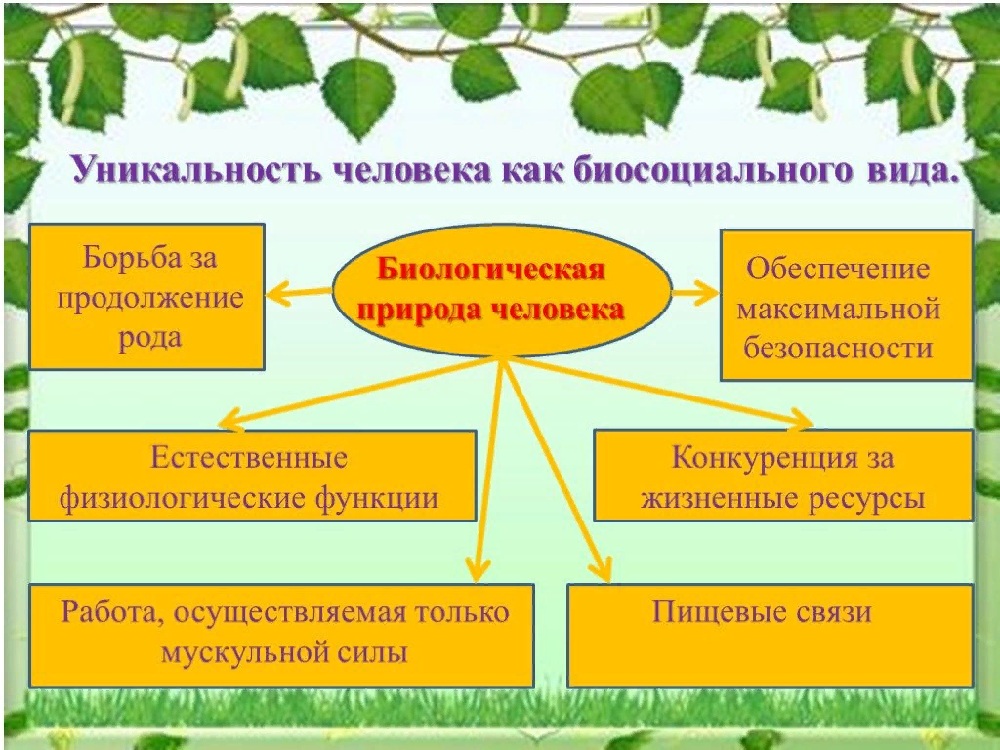 Уникальность человека как биосоциального вида.
Борьба за
продолжение
рода
Биологическая
природа человека
Обеспечение
максимальной
безопасности
Естественные
физиологические функции
Конкуренция за
жизненные ресурсы
Работа, осуществляемая только
мускульной силы
Пищевые связи